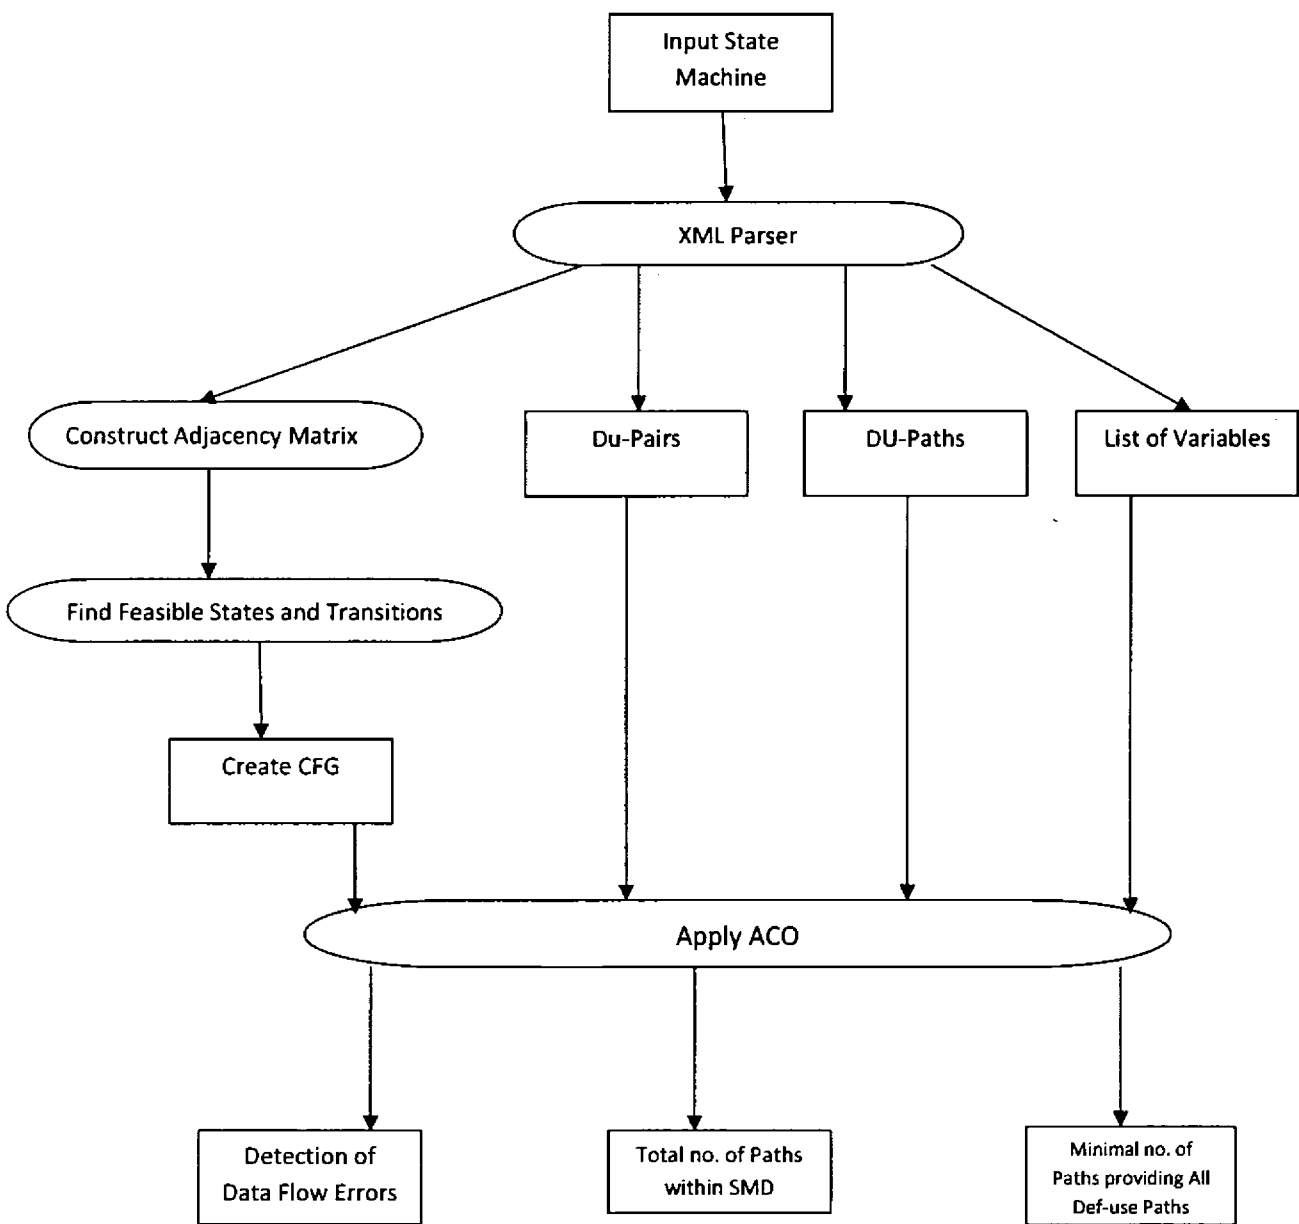 Input State
Machine
XML Parser
Construct Adjacency Matrix
Du-Pairs
DU-Paths
List of Variables
Find Feasible States and Transitions
Create CFG
Apply ACO
Detection of
Data Flow Errors
Total no. of Paths
within SMD
Minimal no. of
Paths providing All
Def-use Paths